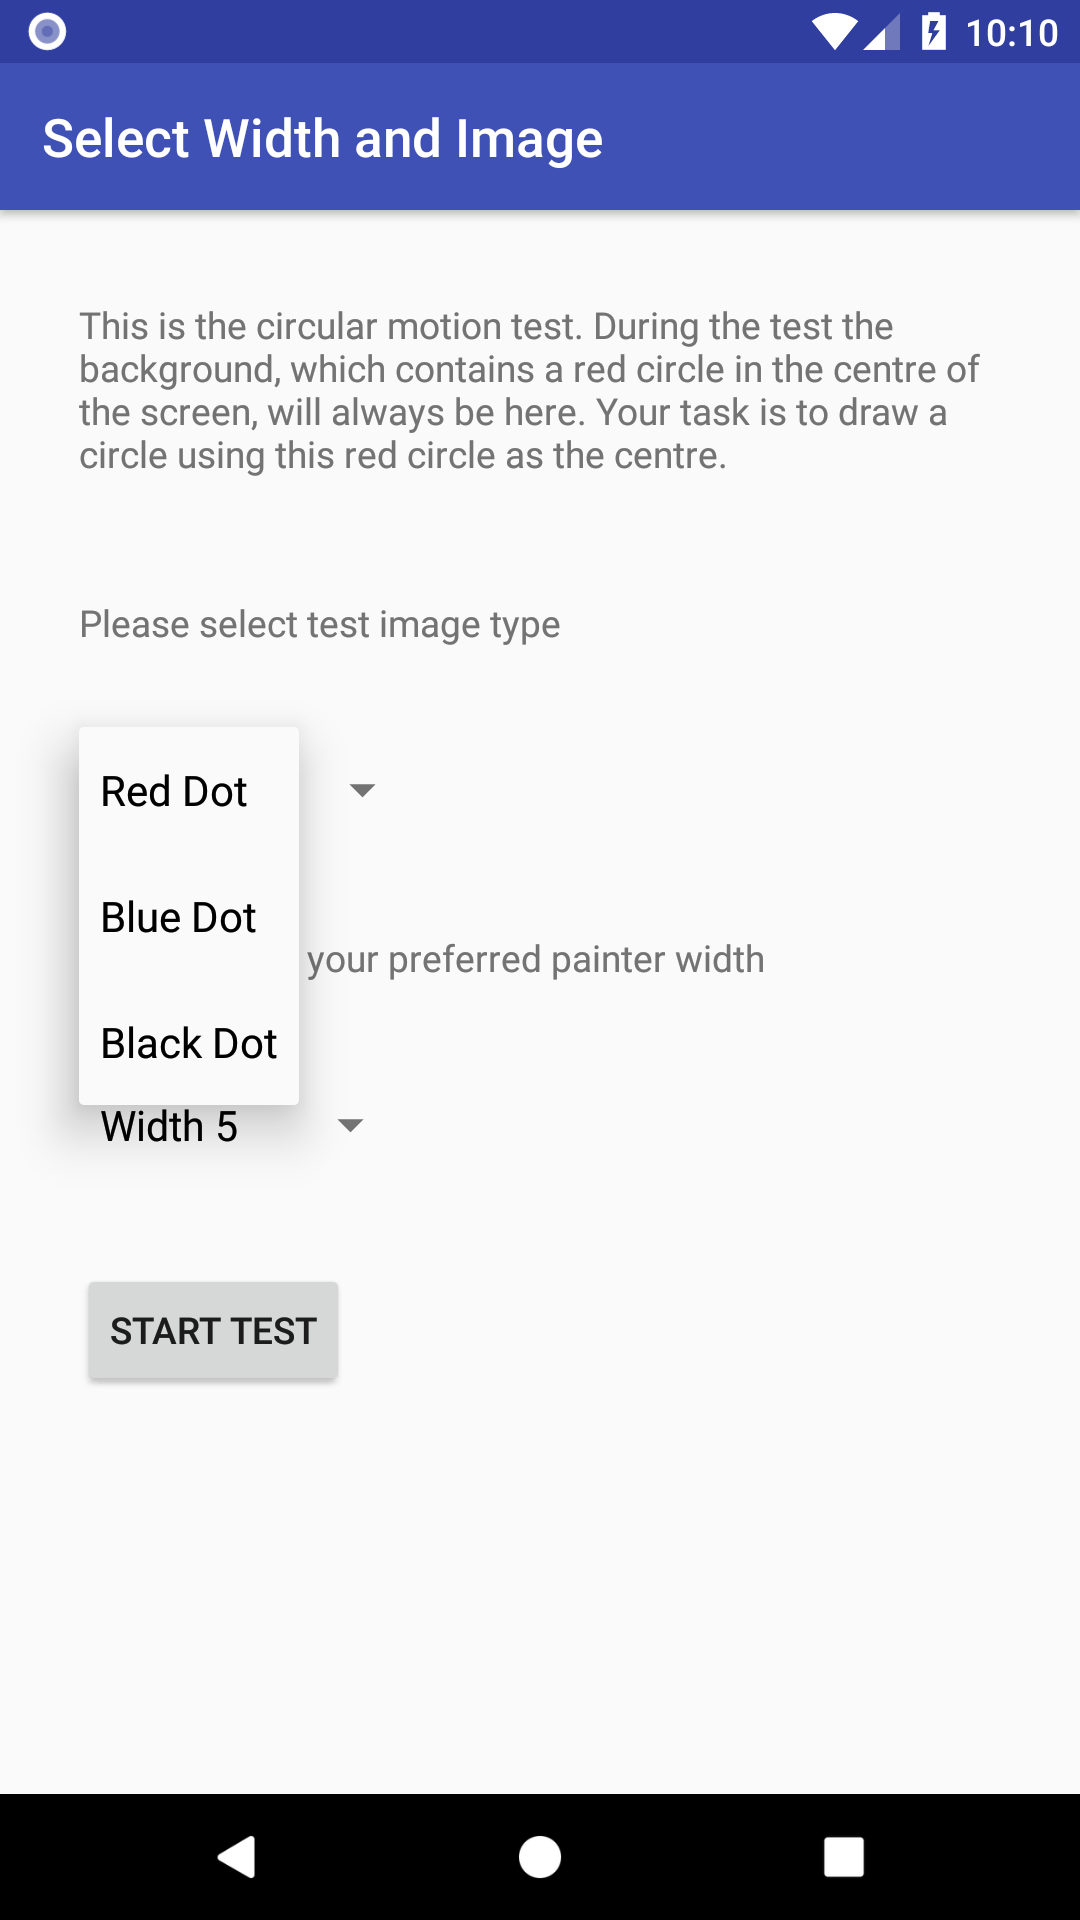 10:10
Select Width and Image
This is the circular motion test. During the test the
background, which contains a red circle in the centre of
the screen, will always be here. Your task is to draw a
circle using this red circle as the centre.
Please select test image type
Red Dot
Blue Dot
your preferred painter width
Black Dot
Width 5
START TEST